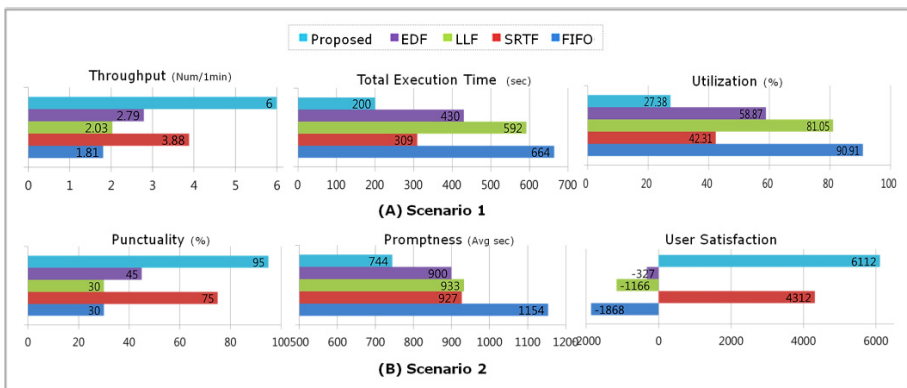 Proposed EDF LLF SRTF FIFO
Throughput (Num/1min)
6
2.79
2.03
3.88
1.81
0 1 2 3 4 5 6
Total Execution Time (sec)
200
430
592
309
664
0 100 200 300 400 500 600 700
Utilization (%)
27.38
58.87
81.05
42.31
90.91
0 20 40 60 80 100
(A) Scenario 1
Punctuality (%)
95
45
30
75
30
0 20 40 60 80 100
Promptness (Avg sec)
744
900
933
927
1154
500 600 700 800 900 1000 1100 1200
User Satisfaction
6112
-327
-1166
4312
-1868
2000 0 2000 4000 6000
(B) Scenario 2